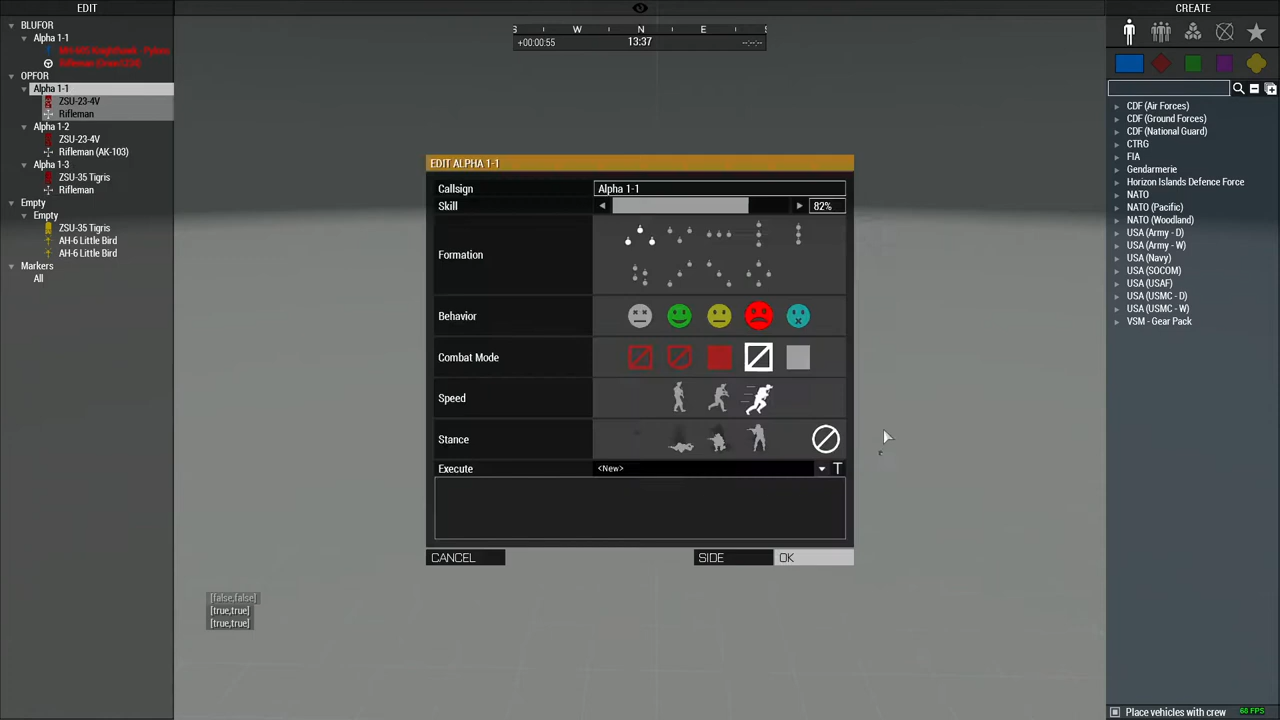 EDIT
BLUFOR
Alpha 1-1
OPFOR
Alpha 1-1
ZSU-23-4V
Rifleman
Alpha 1-2
ZSU-23-4V
Rifleman (AK-103)
Alpha 1-3
ZSU-35 Tigris
Rifleman
Empty
Empty
ZSU-35 Tigris
AH-6 Little Bird
AH-6 Little Bird
Markers
All
W
N
E
+00:00:55
13:37
--:--:--
EDIT ALPHA 1-1
Callsign
Alpha 1-1
Skill
82%
Formation
Behavior
Combat Mode
Speed
Stance
Execute
<New>
T
CANCEL
SIDE
OK
[false,false]
[true,true]
[true,true]
CREATE
CDF (Air Forces)
CDF (Ground Forces)
CDF (National Guard)
CTRG
FIA
Gendarmerie
Horizon Islands Defence Force
NATO
NATO (Pacific)
NATO (Woodland)
USA (Army - D)
USA (Army - W)
USA (Navy)
USA (SOCOM)
USA (USAF)
USA (USMC - D)
USA (USMC - W)
VSM - Gear Pack
Place vehicles with crew
68 FPS